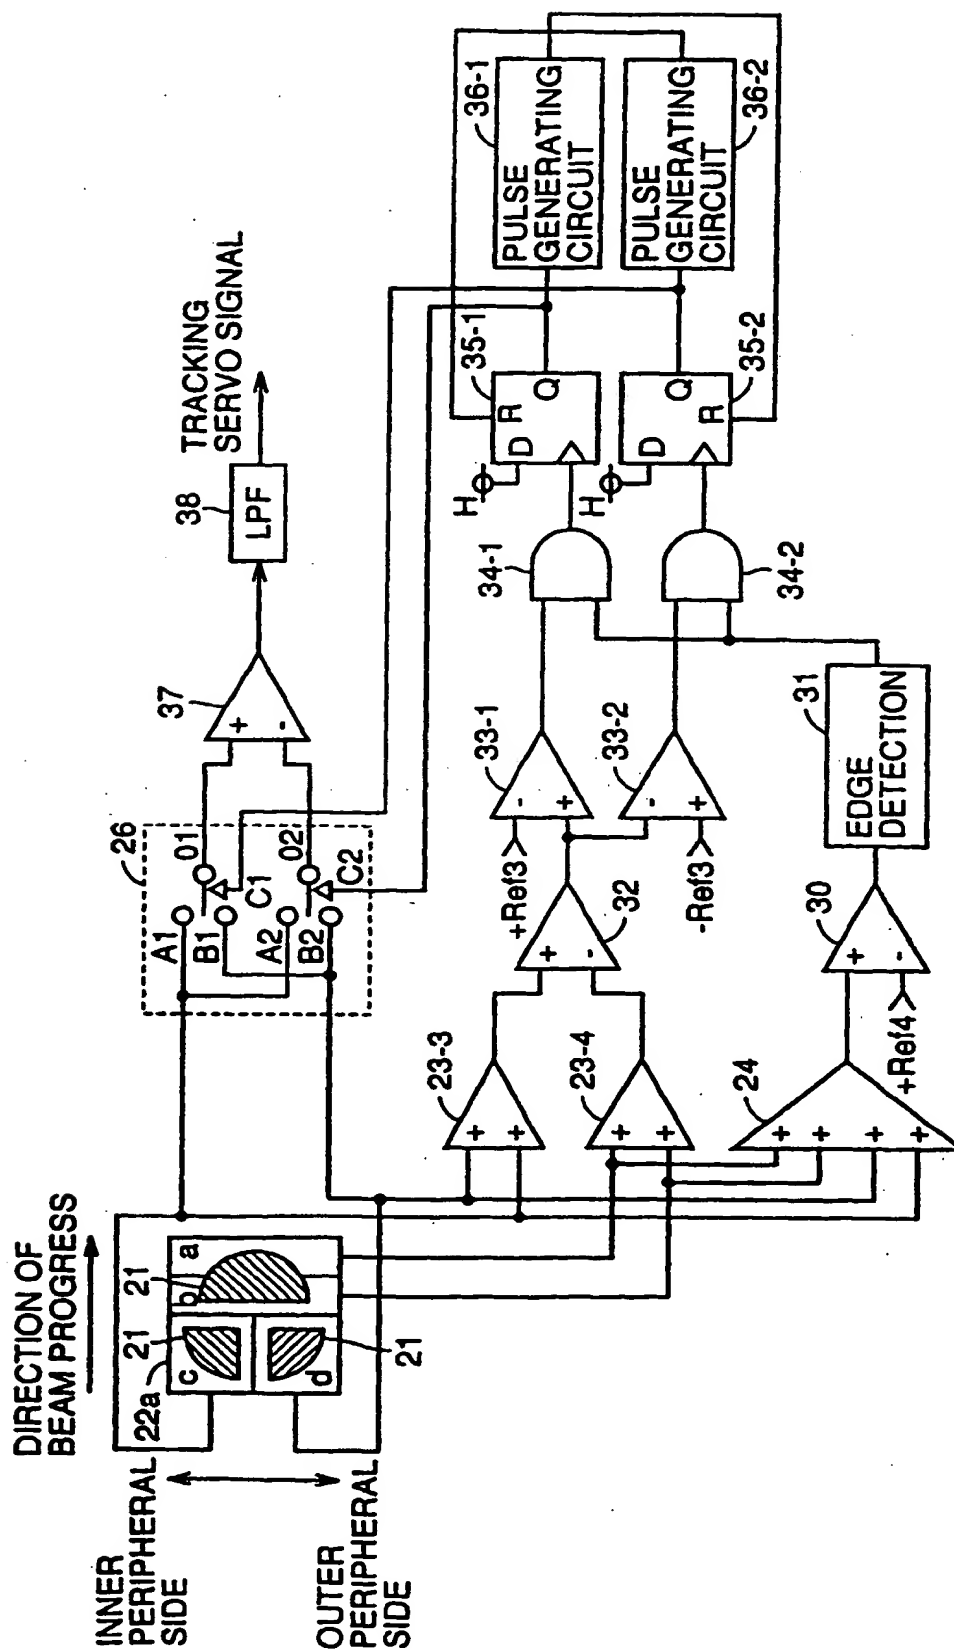 DIRECTION OF
BEAM PROGRESS
INNER
PERIPHERAL
SIDE
OUTER
PERIPHERAL
SIDE
22a
21
21
21
a
b
c
d
26
A1
B1
A2
B2
01
02
C1
C2
37
+
-
38
LPF
TRACKING
SERVO SIGNAL
23-3
+
+
23-4
+
+
24
+
+
+
+
32
+
-
+Ref3
33-1
-
+
33-2
-
+
-Ref3
30
+
-
+Ref4
31
EDGE
DETECTION
34-1
34-2
H
D
R
Q
35-1
H
D
R
Q
35-2
36-1
PULSE
GENERATING
CIRCUIT
PULSE
GENERATING
CIRCUIT
36-2